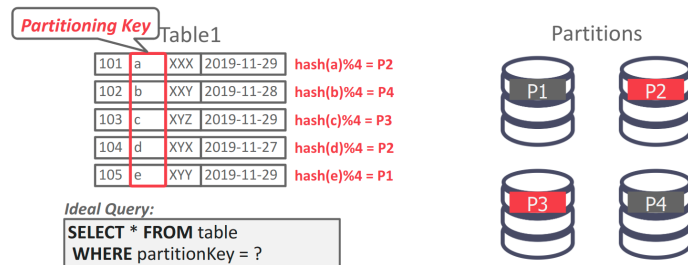 Partitioning Key
Table1
Partitions
101 a XXX 2019-11-29 hash(a)%4 = P2
102 b XXY 2019-11-28 hash(b)%4 = P4
103 c XYZ 2019-11-29 hash(c)%4 = P3
104 d XYX 2019-11-27 hash(d)%4 = P2
105 e XYY 2019-11-29 hash(e)%4 = P1
P1 P2
P3 P4
Ideal Query:
SELECT * FROM table
WHERE partitionKey = ?